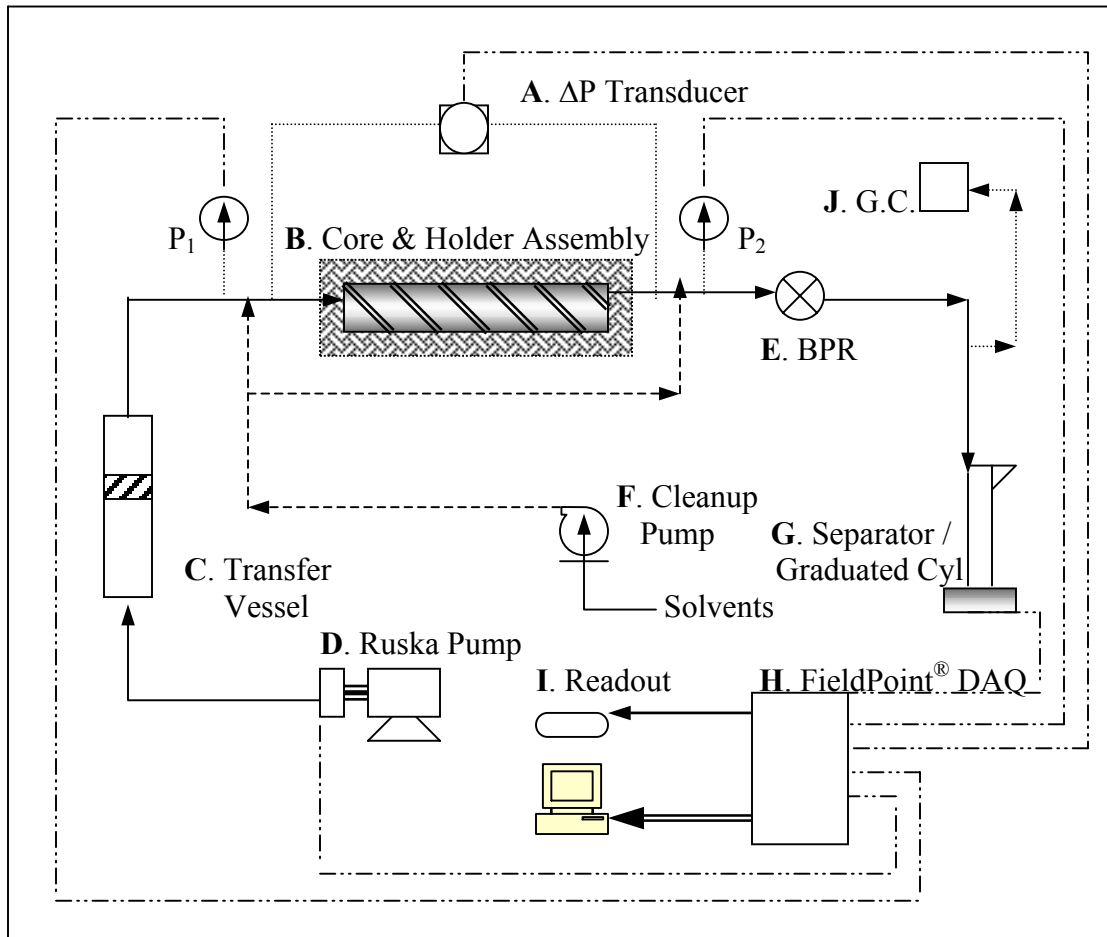 A. ΔP Transducer
J. G.C.
P₁
B. Core & Holder Assembly
P₂
E. BPR
F. Cleanup
Pump
G. Separator /
Graduated Cyl
C. Transfer
Vessel
Solvents
D. Ruska Pump
I. Readout
H. FieldPoint® DAQ